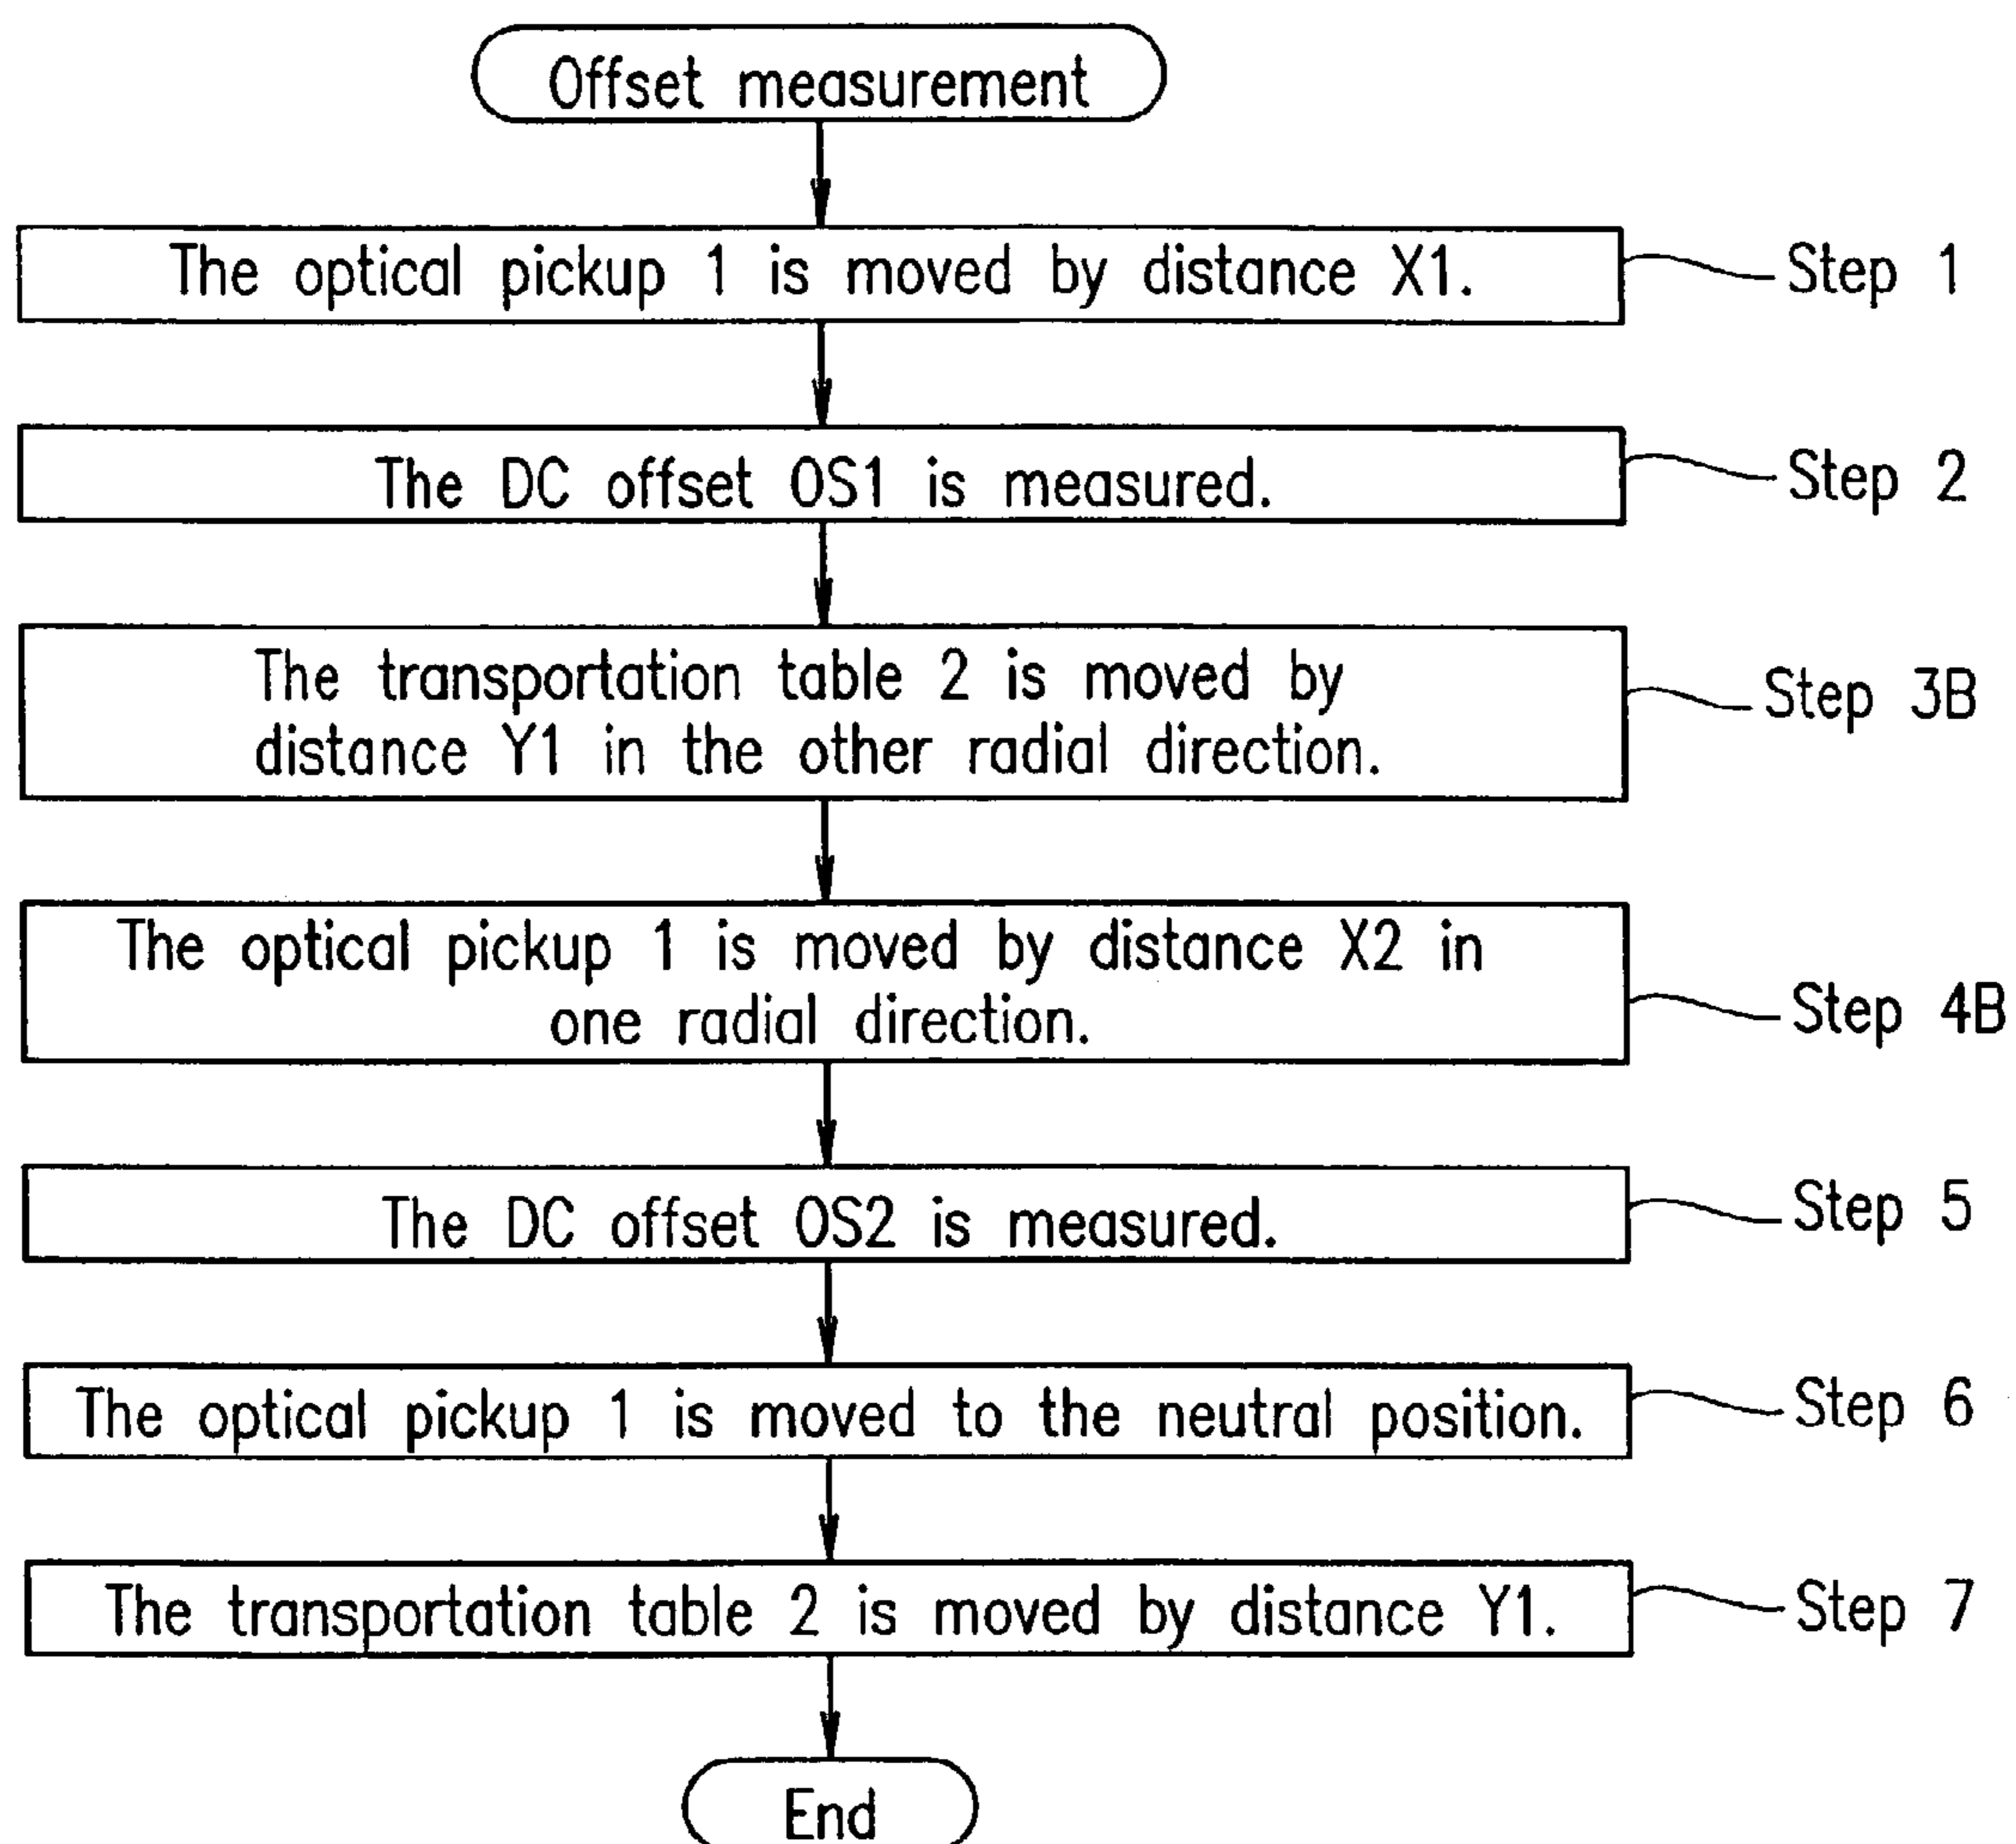 Offset measurement
The optical pickup 1 is moved by distance X1.
Step 1
The DC offset OS1 is measured.
Step 2
The transportation table 2 is moved by
distance Y1 in the other radial direction.
Step 3B
The optical pickup 1 is moved by distance X2 in
one radial direction.
Step 4B
The DC offset OS2 is measured.
Step 5
The optical pickup 1 is moved to the neutral position.
Step 6
The transportation table 2 is moved by distance Y1.
Step 7
End